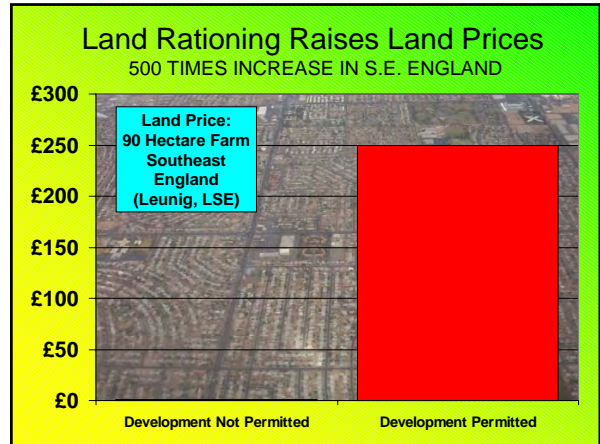 Land Rationing Raises Land Prices
500 TIMES INCREASE IN S.E. ENGLAND
£300
£250
£200
£150
£100
£50
£0
Land Price:
90 Hectare Farm
Southeast
England
(Leunig, LSE)
Development Not Permitted
Development Permitted